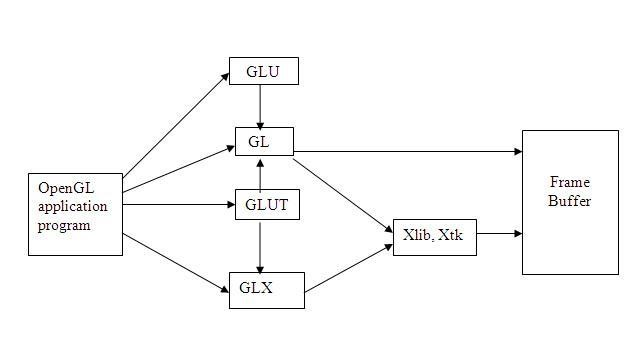 GLU
GL
OpenGL
application
program
GLUT
GLX
Xlib, Xtk
Frame
Buffer